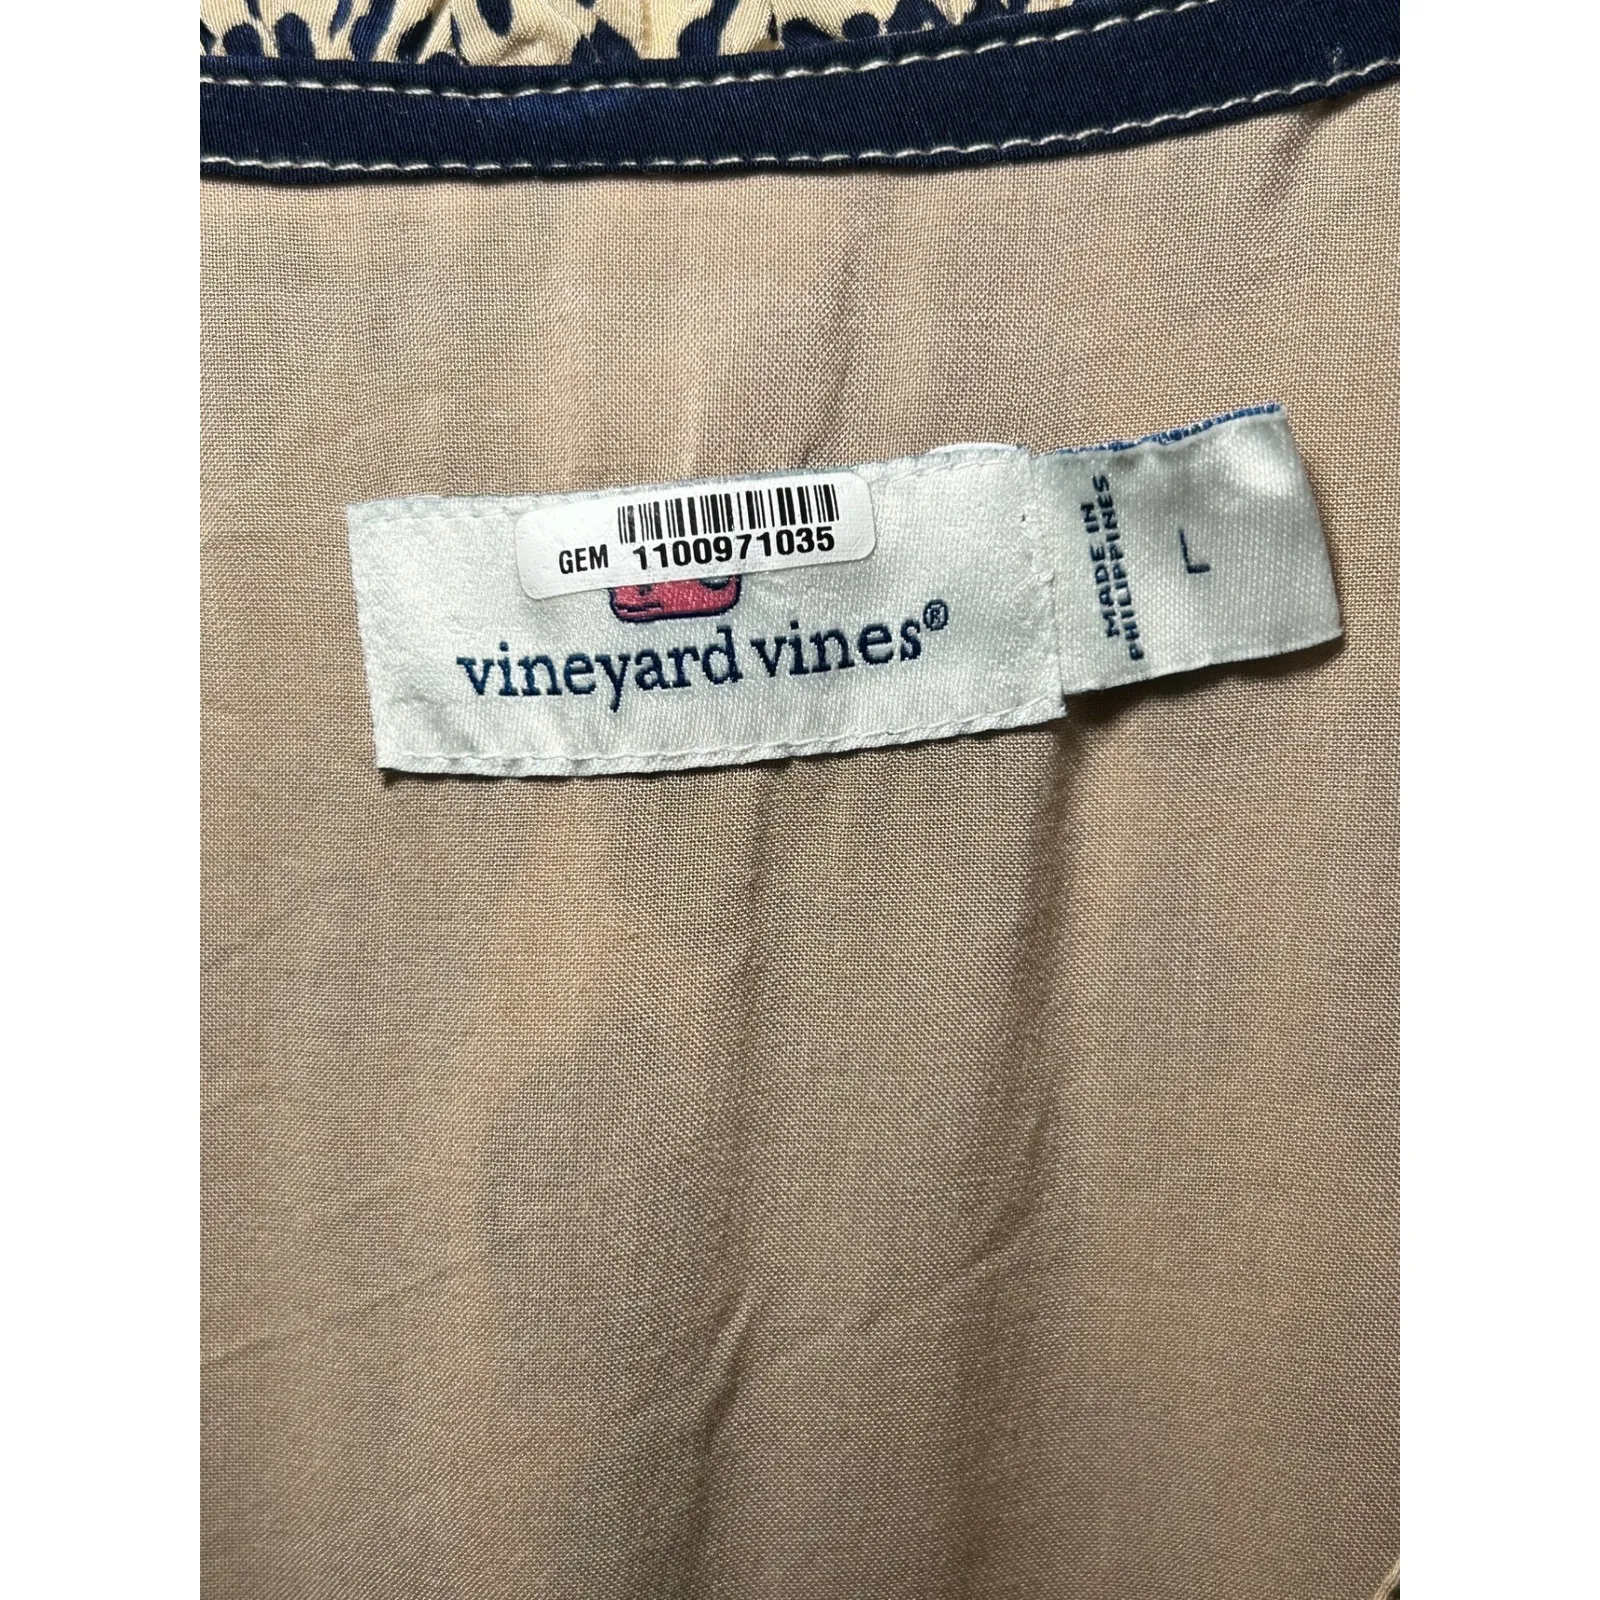 GEM 1100971035
vineyard vines®
MADE IN
PHILIPPINES
L